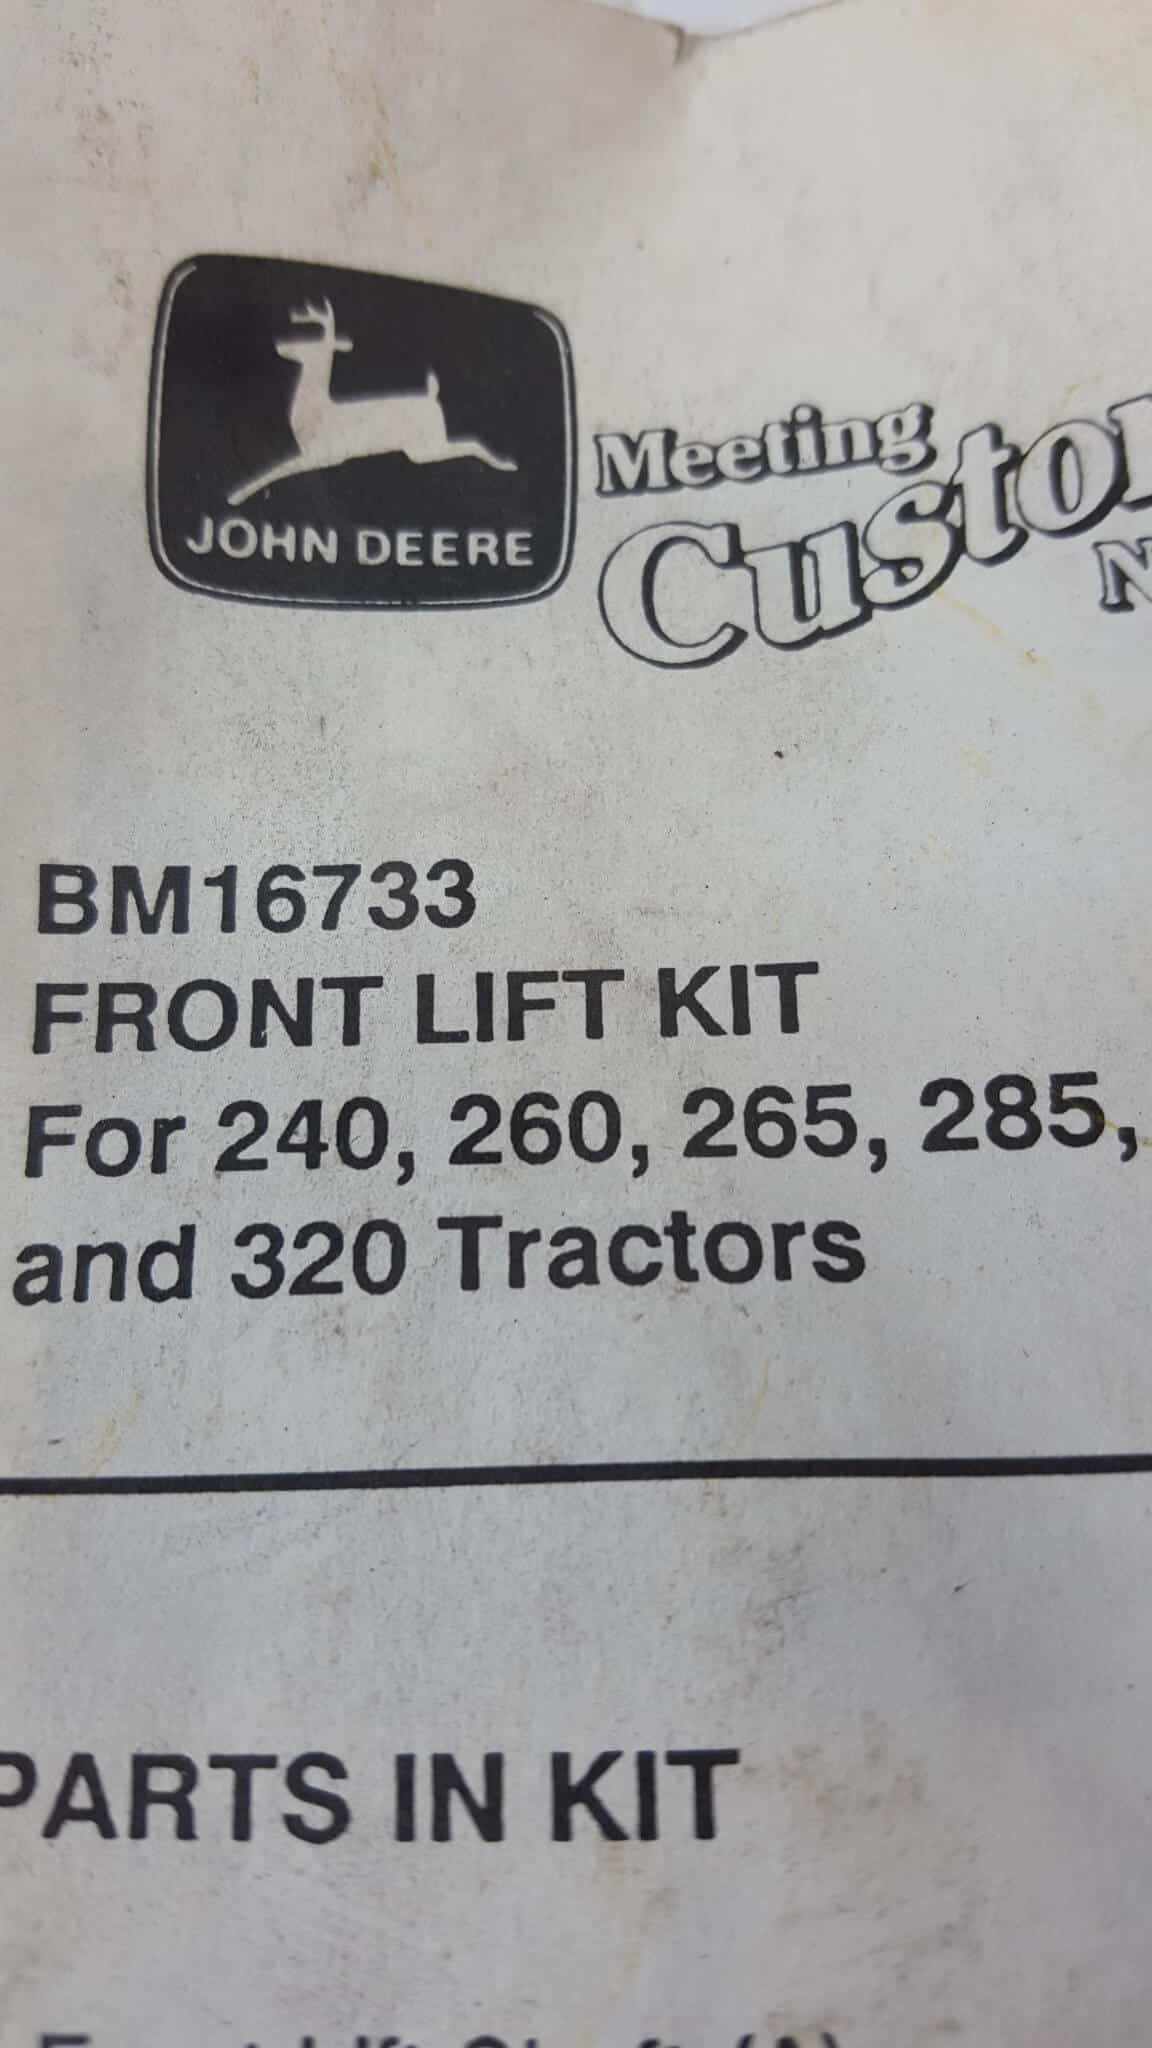 JOHN DEERE
Meeting
Custo
N
BM16733
FRONT LIFT KIT
For 240, 260, 265, 285,
and 320 Tractors
PARTS IN KIT